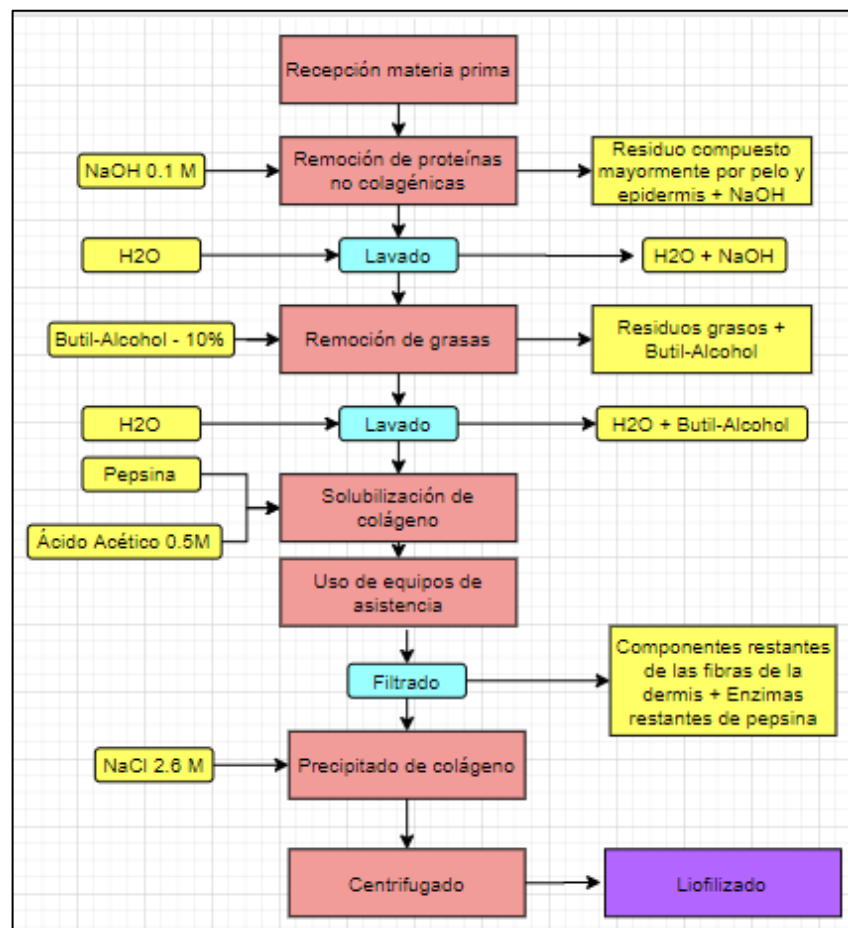 Recepción materia prima
NaOH 0.1 M
Remoción de proteínas
no colagénicas
Residuo compuesto
mayormente por pelo y
epidermis + NaOH
H2O
Lavado
H2O + NaOH
Butil-Alcohol - 10%
Remoción de grasas
Residuos grasos +
Butil-Alcohol
H2O
Lavado
H2O + Butil-Alcohol
Pepsina
Ácido Acético 0.5M
Solubilización de
colágeno
Uso de equipos de
asistencia
Filtrado
Componentes restantes
de las fibras de la
dermis + Enzimas
restantes de pepsina
NaCl 2.6 M
Precipitado de colágeno
Centrifugado
Liofilizado